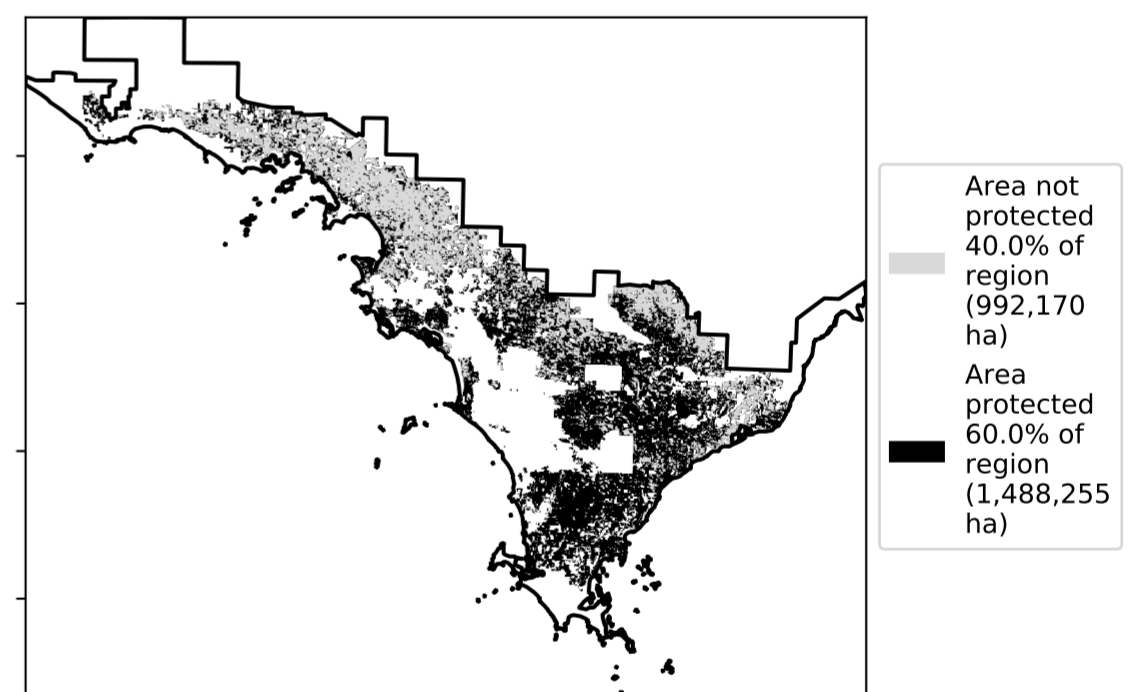 Area not
protected
40.0% of
region
(992,170
ha)
Area
protected
60.0% of
region
(1,488,255
ha)